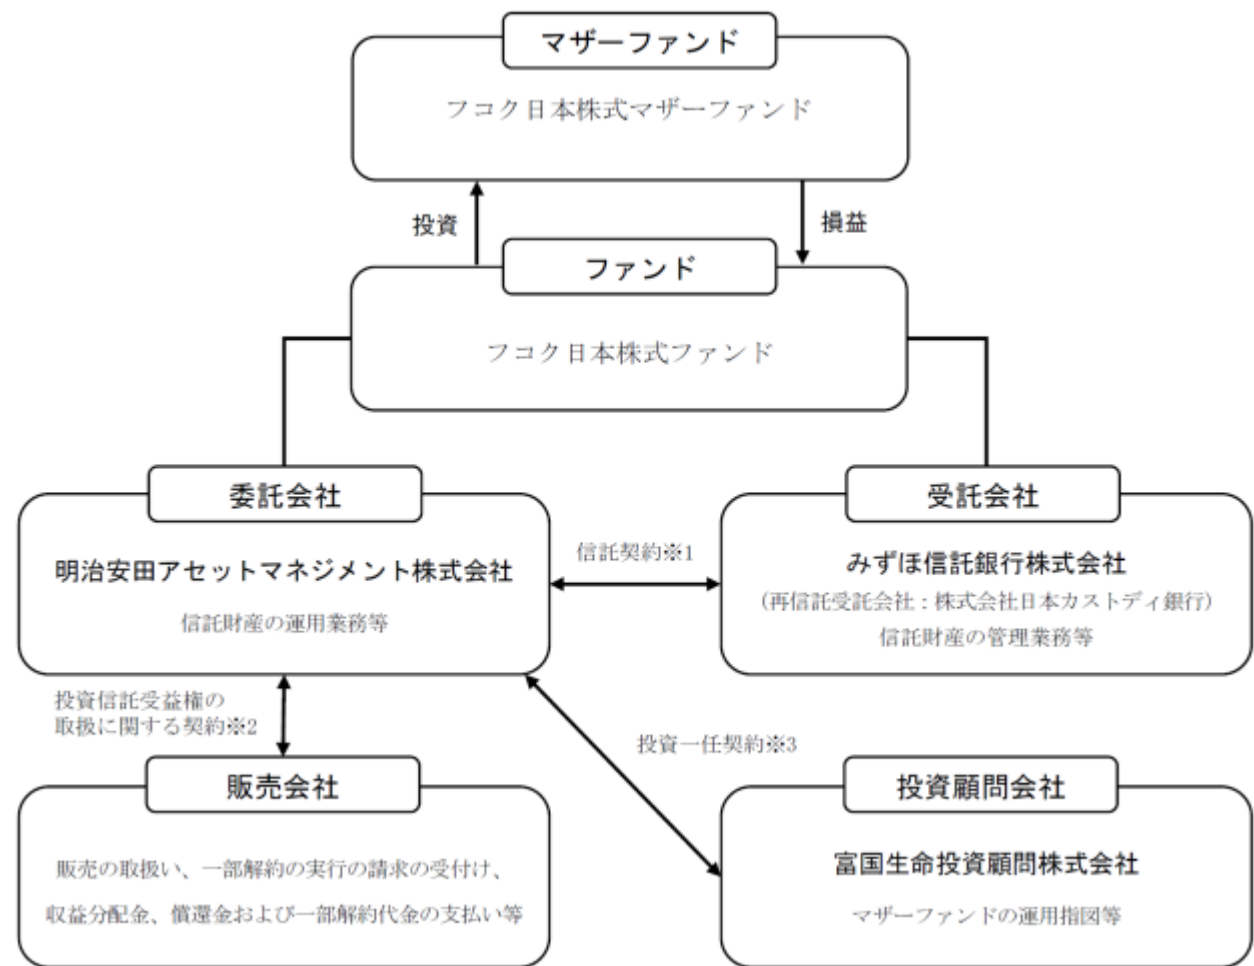 マザーファンド
フコク日本株式マザーファンド
投資
損益
ファンド
フコク日本株式ファンド
委託会社
明治安田アセットマネジメント株式会社
信託財産の運用業務等
信託契約※1
受託会社
みずほ信託銀行株式会社
(再信託受託会社：株式会社日本カストディ銀行)
信託財産の管理業務等
投資信託受益権の
取扱に関する契約※2
投資一任契約※3
販売会社
販売の取扱い、一部解約の実行の請求の受付け、
収益分配金、償還金および一部解約代金の支払い等
投資顧問会社
富国生命投資顧問株式会社
マザーファンドの運用指図等